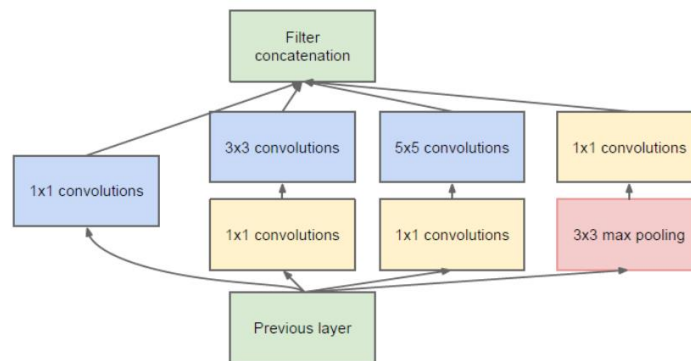 Filter
concatenation
3x3 convolutions
5x5 convolutions
1x1 convolutions
1x1 convolutions
1x1 convolutions
1x1 convolutions
3x3 max pooling
Previous layer